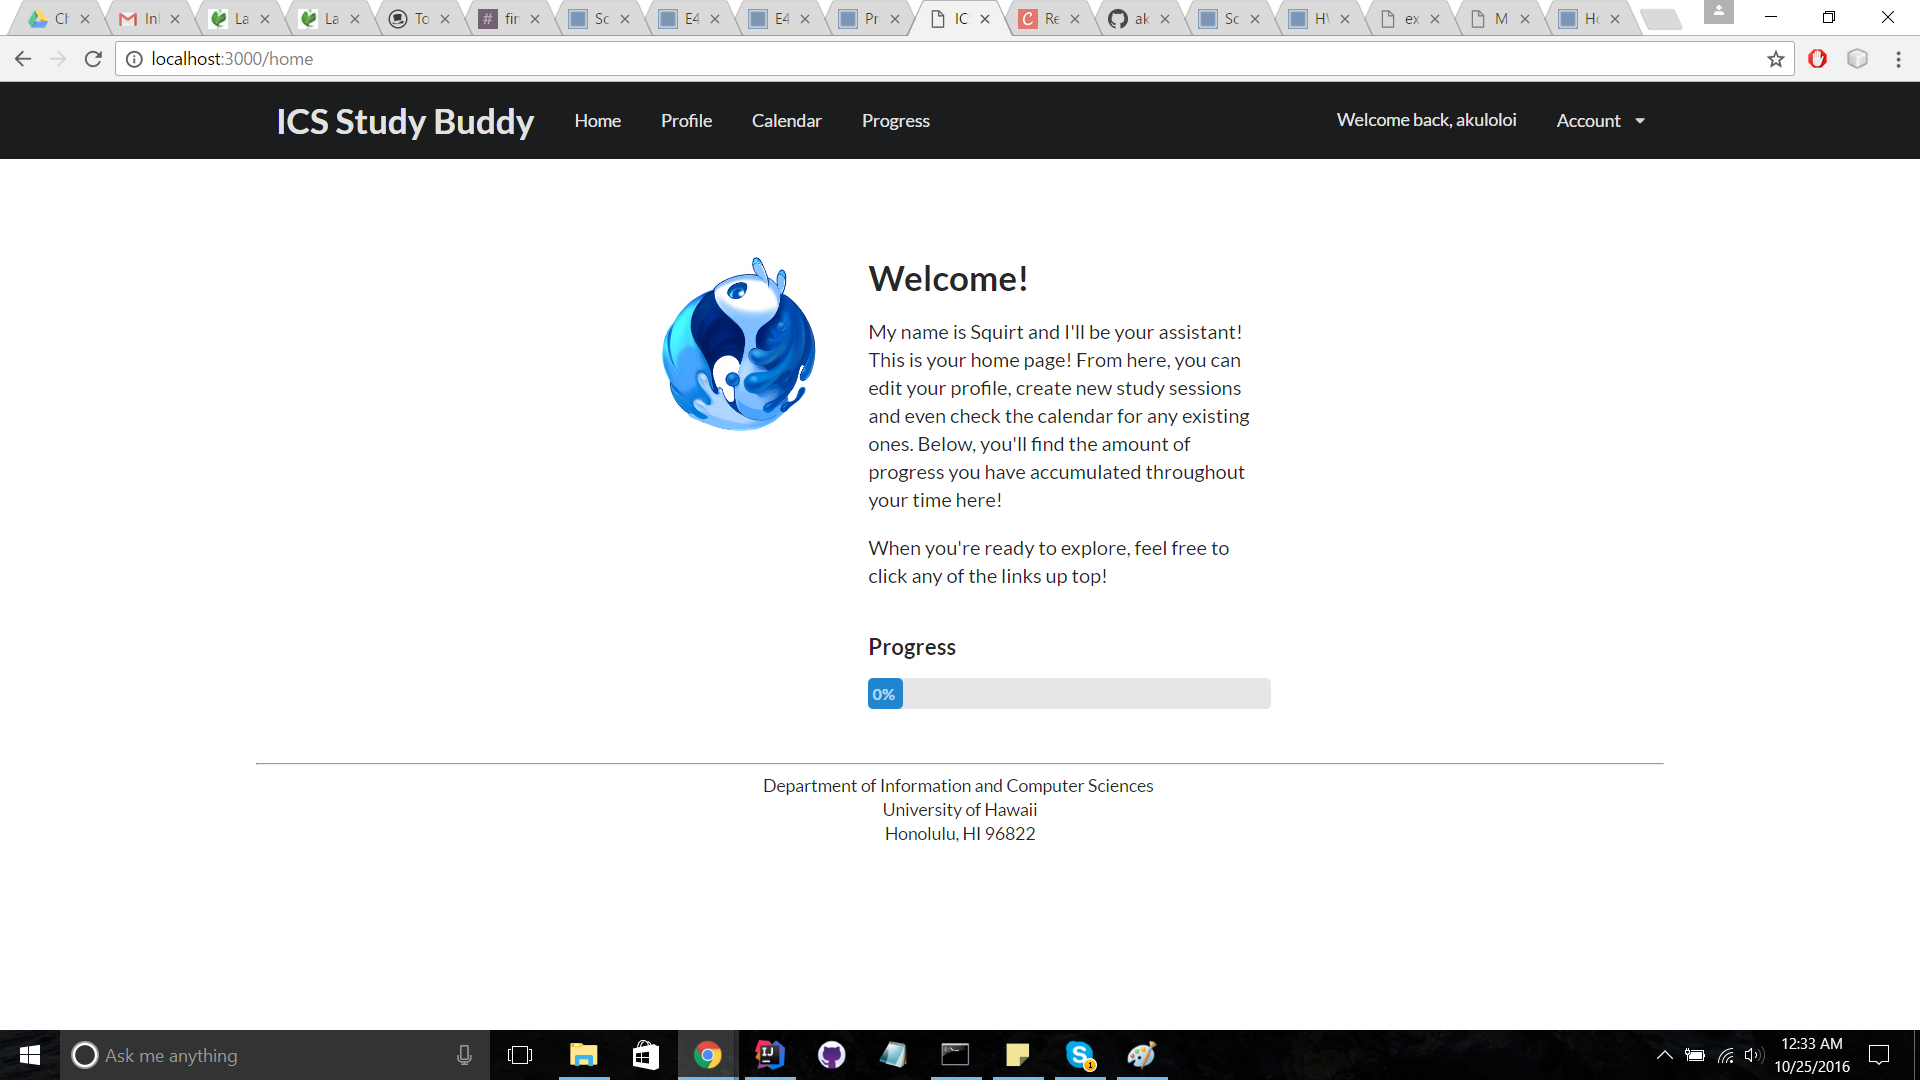 Ch
In
La
La
To
# fir
Sc
E4
E4
Pr
IC
C Re
ak
Sc
H
ex
M
Ho
localhost:3000/home
ICS Study Buddy Home Profile Calendar Progress Welcome back, akuloloi Account
Welcome!
My name is Squirt and I'll be your assistant!
This is your home page! From here, you can
edit your profile, create new study sessions
and even check the calendar for any existing
ones. Below, you'll find the amount of
progress you have accumulated throughout
your time here!
When you're ready to explore, feel free to
click any of the links up top!
Progress
0%
Department of Information and Computer Sciences
University of Hawaii
Honolulu, HI 96822
Ask me anything
IJ
S 1
12:33 AM
10/25/2016